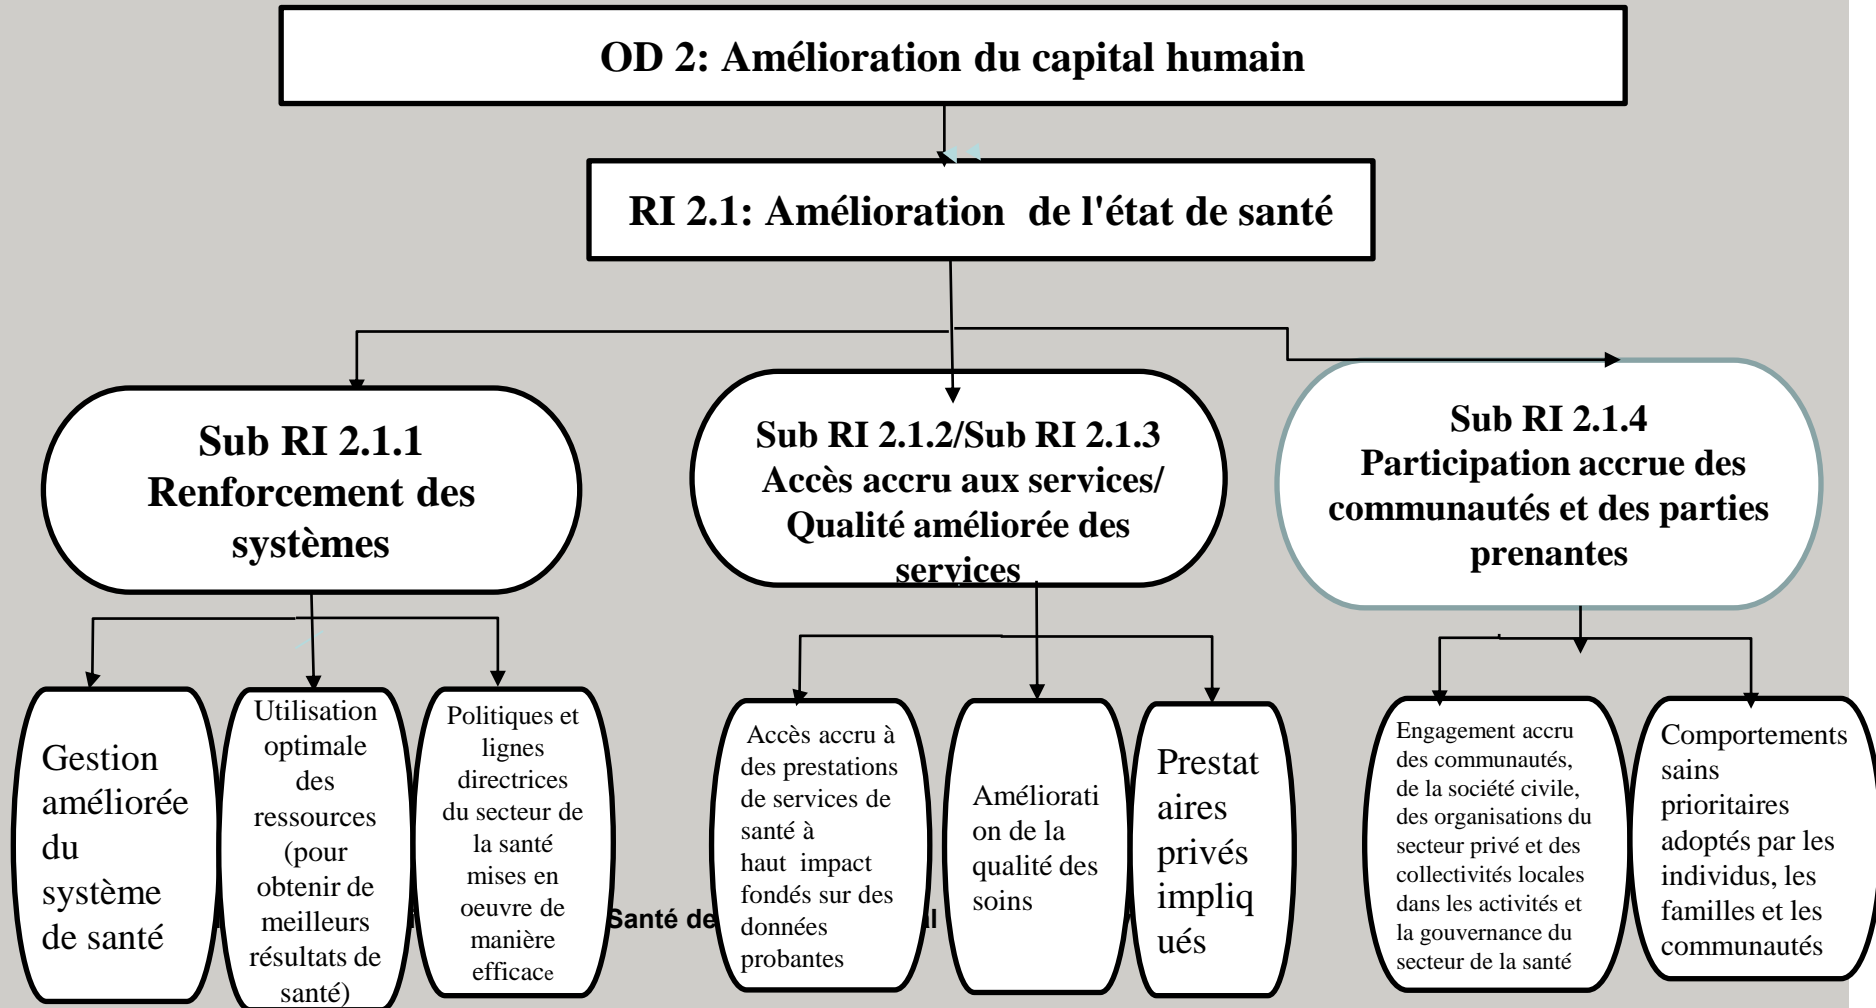 OD 2: Amélioration du capital humain
RI 2.1: Amélioration de l'état de santé
Sub RI 2.1.1
Renforcement des
systèmes
Sub RI 2.1.2/Sub RI 2.1.3
Accès accru aux services/
Qualité améliorée des
services
Sub RI 2.1.4
Participation accrue des
communautés et des parties
prenantes
Gestion
améliorée
du
système
de santé
Utilisation
optimale
des
ressources
(pour
obtenir de
meilleurs
résultats de
santé)
Politiques et
lignes
directrices
du secteur de
la santé
mises en
oeuvre de
manière
efficace
Accès accru à
des prestations
de services de
santé à
haut impact
fondés sur des
données
probantes
Améliorati
on de la
qualité des
soins
Prestat
aires
privés
impliq
ués
Engagement accru
des communautés,
de la société civile,
des organisations du
secteur privé et des
collectivités locales
dans les activités et
la gouvernance du
secteur de la santé
Comportements
sains
prioritaires
adoptés par les
individus, les
familles et les
communautés
Santé de